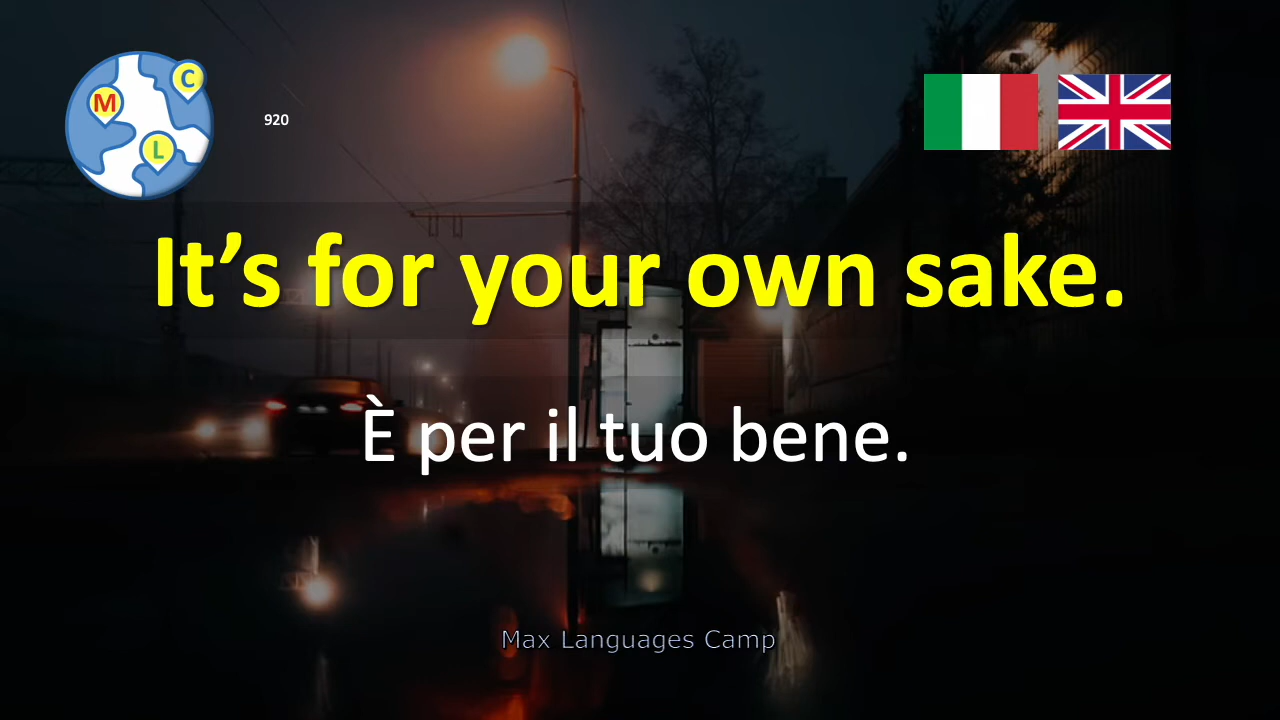 M
C
L
920
It’s for your own sake.
È per il tuo bene.
Max Languages Camp